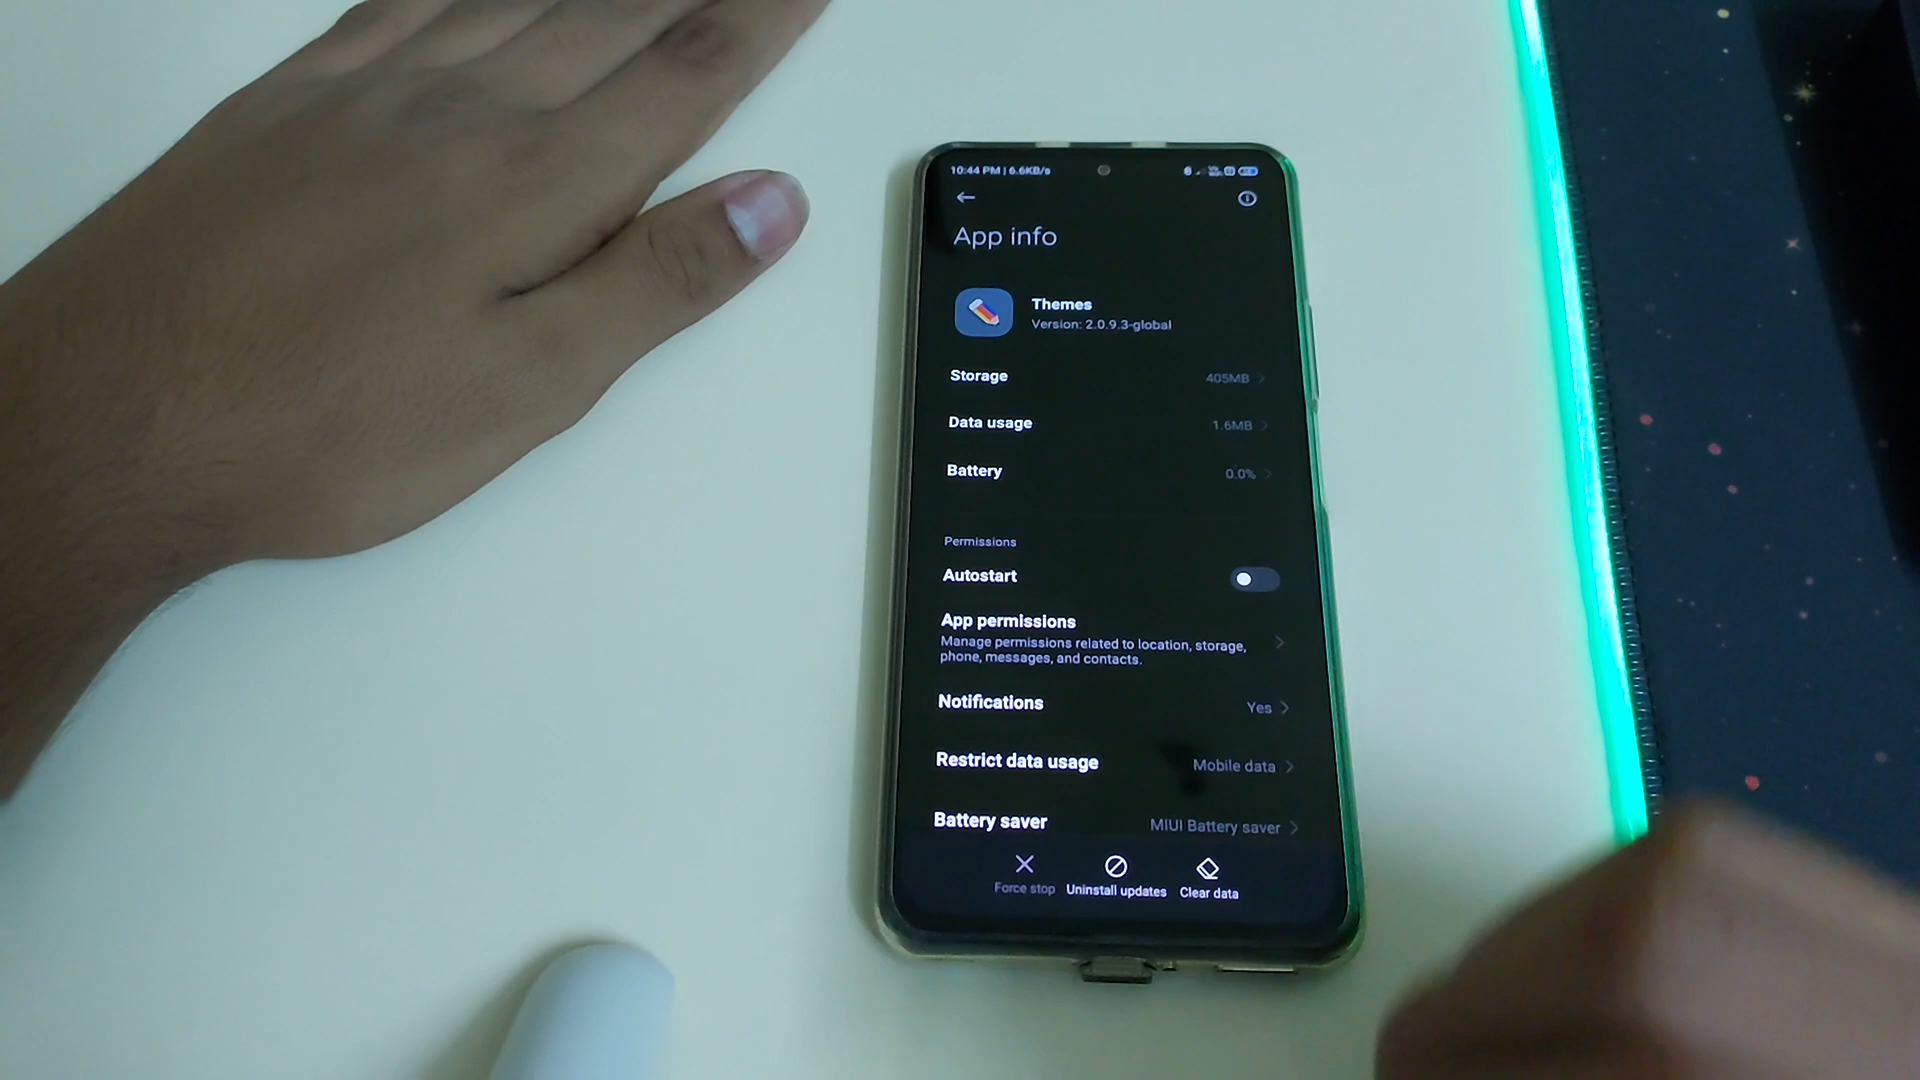 10:44 PM | 6.6KB/s
App info
Themes
Version: 2.0.9.3-global
Storage 405MB
Data usage 1.6MB
Battery 0.0%
Permissions
Autostart
App permissions
Manage permissions related to location, storage,
phone, messages, and contacts.
Notifications Yes
Restrict data usage Mobile data
Battery saver MIUI Battery saver
Force stop Uninstall updates Clear data